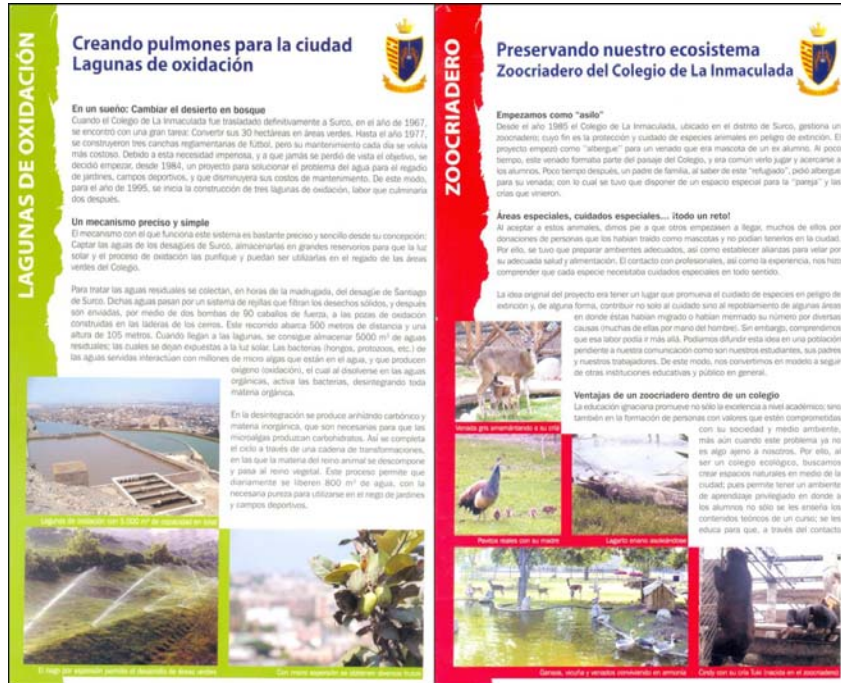 LAGUNAS DE OXIDACIÓN
Creando pulmones para la ciudad
Lagunas de oxidación
En un sueño: Cambiar el desierto en bosque
Cuando el Colegio de La Inmaculada fue trasladado definitivamente a Surco, en el año de 1967,
se encontró con una gran tarea: Convertir sus 30 hectáreas en áreas verdes. Hasta el año 1977,
se construyeron tres canchas reglamentarias de fútbol, pero su mantenimiento cada día se volvía
más costoso. Debido a esta necesidad imperiosa, y a que jamás se perdió de vista el objetivo, se
decidió empezar, desde 1984, un proyecto para solucionar el problema del agua para el regadío
de jardines, campos deportivos, y que disminuyera sus costos de mantenimiento. De este modo,
para el año de 1995, se inicia la construcción de tres lagunas de oxidación, labor que culminaría
dos años después.
Un mecanismo preciso y simple
El mecanismo con el que funciona este sistema es bastante preciso y sencillo desde su concepción:
Captar las aguas de los desagües de Surco, almacenarlas en grandes reservorios para que la luz
solar y el proceso de oxidación las purifique y puedan ser utilizarlas en el regado de las áreas
verdes del Colegio.
Para tratar las aguas residuales se colectan, en horas de la madrugada, del desagüe de Santiago
de Surco. Dichas aguas pasan por un sistema de rejillas que filtran los desechos sólidos, y después
son enviadas, por medio de dos bombas de 90 caballos de fuerza, a las pozas de oxidación
construidas en las laderas de los cerros. Este recorrido abarca 500 metros de distancia y una
altura de 105 metros. Cuando llegan a las lagunas, se consigue almacenar 5000 m³ de aguas
residuales; las cuales se dejan expuestas a la luz solar. Las bacterias (hongos, protozoos, etc.) de
las aguas servidas interactúan con millones de micro algas que están en el agua, y que producen
oxígeno (oxidación), el cual al disolverse en las aguas
orgánicas, activa las bacterias, desintegrando toda
materia orgánica.
En la desintegración se produce anhídrido carbónico y
materia inorgánica, que son necesarias para que las
microalgas produzcan carbohidratos. Así se completa
el ciclo a través de una cadena de transformaciones,
en las que la materia del reino animal se descompone
y pasa al reino vegetal. Este proceso permite que
diariamente se liberen 800 m³ de agua, con la
necesaria pureza para utilizarse en el riego de jardines
y campos deportivos.
Lagunas de oxidación con 5.000 m³ de capacidad en total
El riego por aspersión permite el desarrollo de áreas verdes
Con micro aspersión se obtienen diversos frutos
ZOOCRIADERO
Preservando nuestro ecosistema
Zoocriadero del Colegio de La Inmaculada
Empezamos como "asilo"
Desde el año 1985 el Colegio de La Inmaculada, ubicado en el distrito de Surco, gestiona un
zoocriadero; cuyo fin es la protección y cuidado de especies animales en peligro de extinción. El
proyecto empezó como "albergue" para un venado que era mascota de un ex alumno. Al poco
tiempo, este venado formaba parte del paisaje del Colegio, y era común verlo jugar y acercarse a
los alumnos. Poco tiempo después, un padre de familia, al saber de este "refugiado", pidió albergue
para su venada; con lo cual se tuvo que disponer de un espacio especial para la "pareja" y las
crías que vinieron.
Áreas especiales, cuidados especiales... ¡todo un reto!
Al aceptar a estos animales, dimos pie a que otros empezasen a llegar, muchos de ellos por
donaciones de personas que los habían traído como mascotas y no podían tenerlos en la ciudad.
Por ello, se tuvo que preparar ambientes adecuados, así como establecer alianzas para velar por
su adecuada salud y alimentación. El contacto con profesionales, así como la experiencia, nos hizo
comprender que cada especie necesitaba cuidados especiales en todo sentido.
La idea original del proyecto era tener un lugar que promueva el cuidado de especies en peligro de
extinción y, de alguna forma, contribuir no solo al cuidado sino al repoblamiento de algunas áreas
en donde éstas habían migrado o habían mermado su número por diversas
causas (muchas de ellas por mano del hombre). Sin embargo, comprendimos
que esa labor podía ir más allá. Podíamos difundir esta idea en una población
pendiente a nuestra comunicación como son nuestros estudiantes, sus padres
y nuestros trabajadores. De este modo, nos convertimos en modelo a seguir
de otras instituciones educativas y público en general.
Ventajas de un zoocriadero dentro de un colegio
La educación ignaciana promueve no sólo la excelencia a nivel académico; sino
también en la formación de personas con valores que estén comprometidas
con su sociedad y medio ambiente,
más aún cuando este problema ya no
es algo ajeno a nosotros. Por ello, al
ser un colegio ecológico, buscamos
crear espacios naturales en medio de la
ciudad; pues permite tener un ambiente
de aprendizaje privilegiado en donde a
los alumnos no sólo se les enseña los
contenidos teóricos de un curso; se les
educa para que, a través del contacto
Venada gris amamantando a su cría
Pavitos reales con su madre
Lagarto enano asoleándose
Gansos, vicuña y venados conviviendo en armonía
Cindy con su cría Tuki (nacida en el zoocriadero)